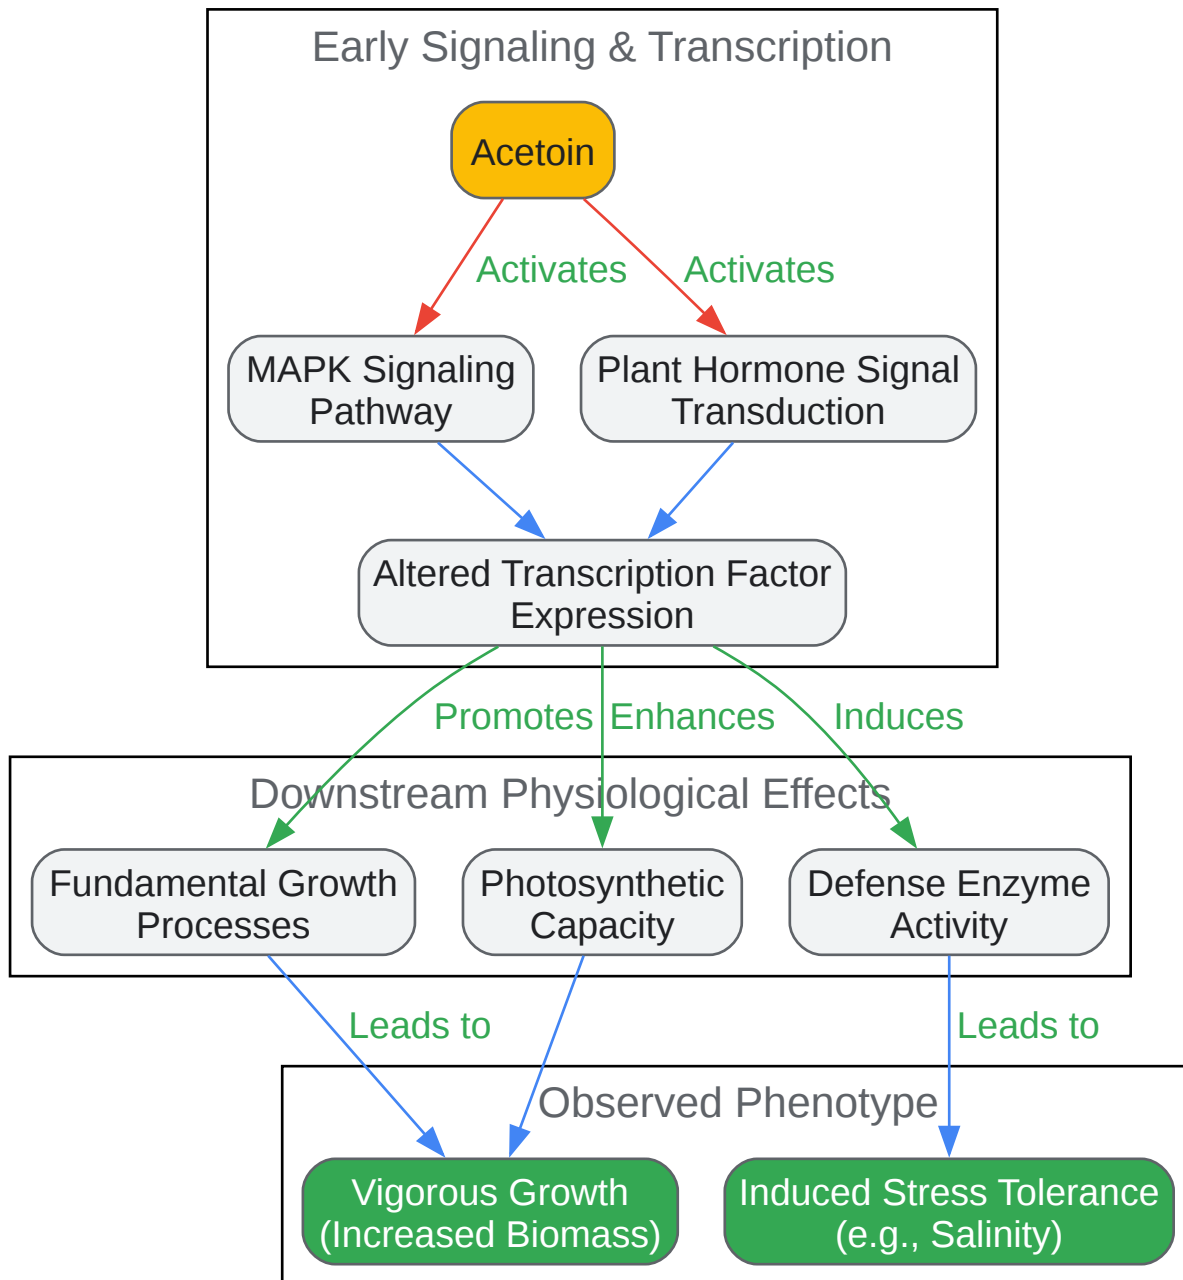 Early Signaling & Transcription
Acetoin
Activates
Activates
MAPK Signaling
Pathway
Plant Hormone Signal
Transduction
Altered Transcription Factor
Expression
Promotes
Enhances
Induces
Downstream Physiological Effects
Fundamental Growth
Processes
Photosynthetic
Capacity
Defense Enzyme
Activity
Leads to
Leads to
Observed Phenotype
Vigorous Growth
(Increased Biomass)
Induced Stress Tolerance
(e.g., Salinity)